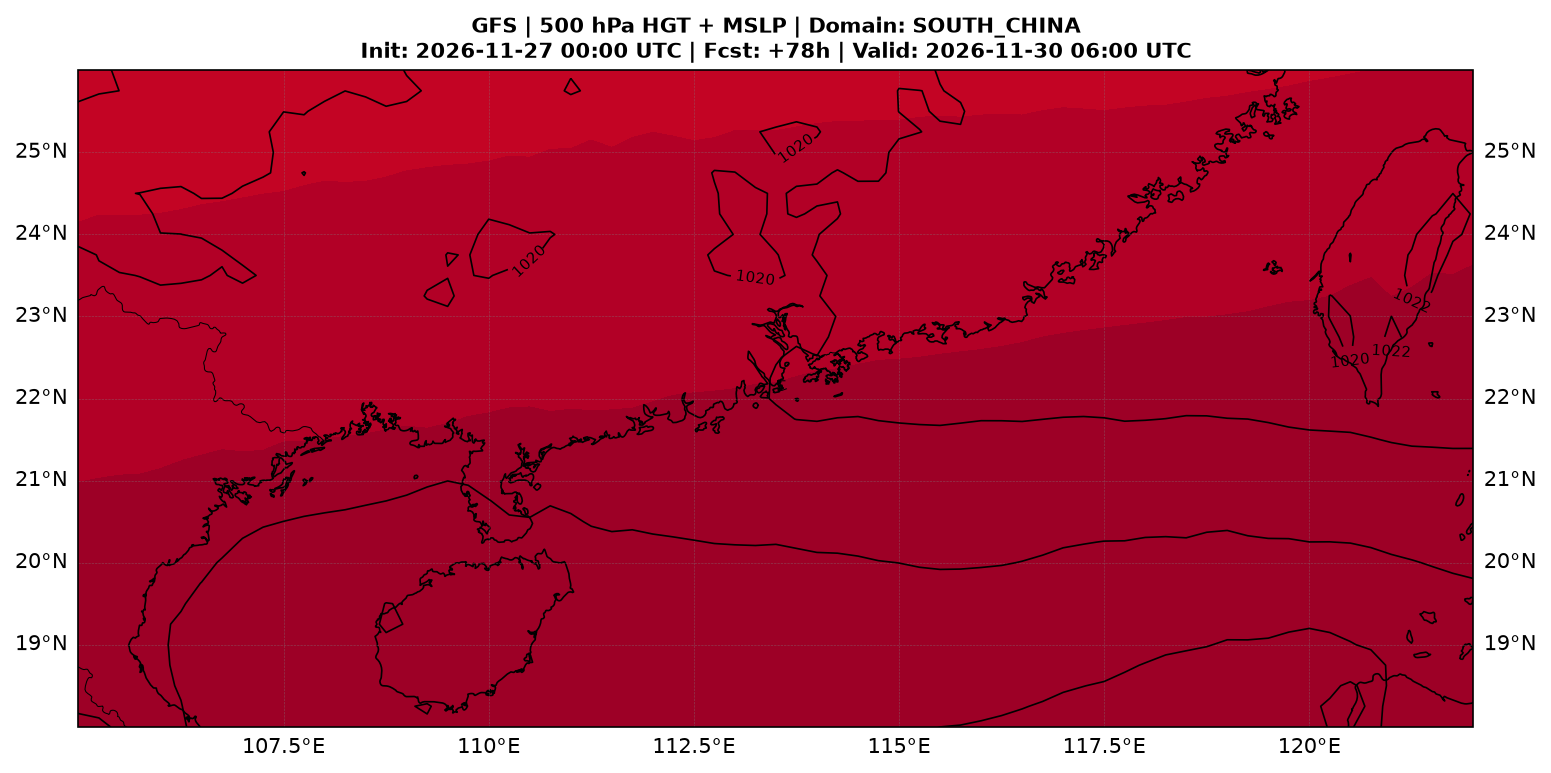 GFS | 500 hPa HGT + MSLP | Domain: SOUTH_CHINA
Init: 2026-11-27 00:00 UTC | Fcst: +78h | Valid: 2026-11-30 06:00 UTC
25°N 25°N
1020
24°N 24°N
1020
1020
23°N 23°N
1022
1020 1022
22°N 22°N
21°N 21°N
20°N 20°N
19°N 19°N
107.5°E 110°E 112.5°E 115°E 117.5°E 120°E